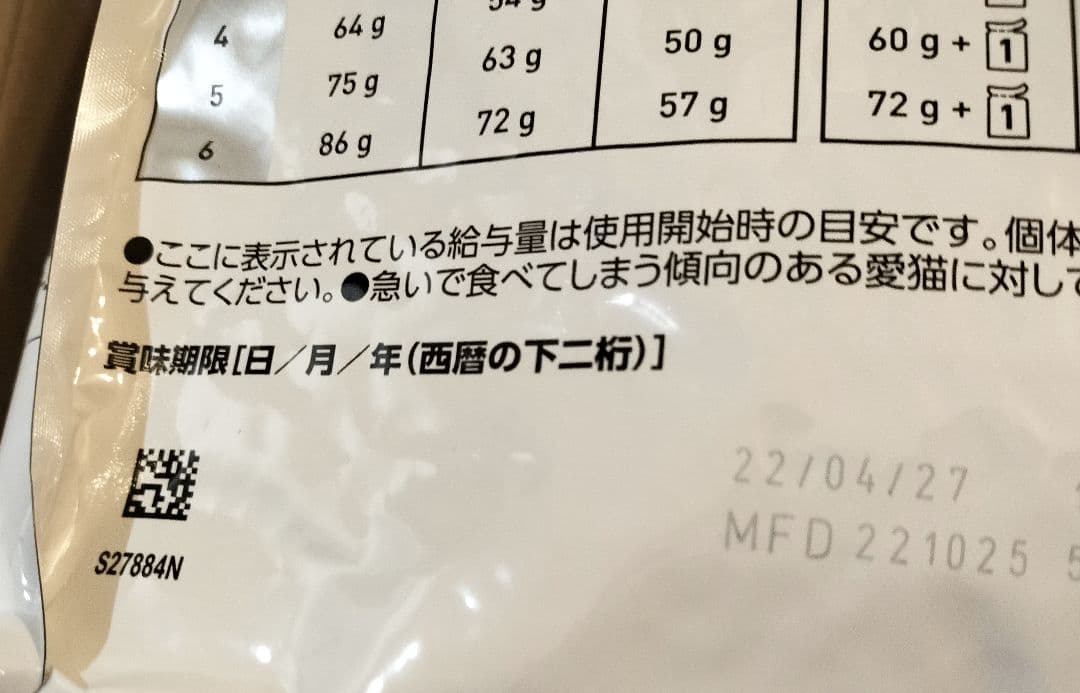 4 64 g 63 g 50 g 60 g + 1
5 75 g 72 g 57 g 72 g + 1
6 86 g
●ここに表示されている給与量は使用開始時の目安です。個体
与えてください。●急いで食べてしまう傾向のある愛猫に対して
賞味期限[日/月/年(西暦の下二桁)]
22/04/27
MFD 221025 5
S27884N